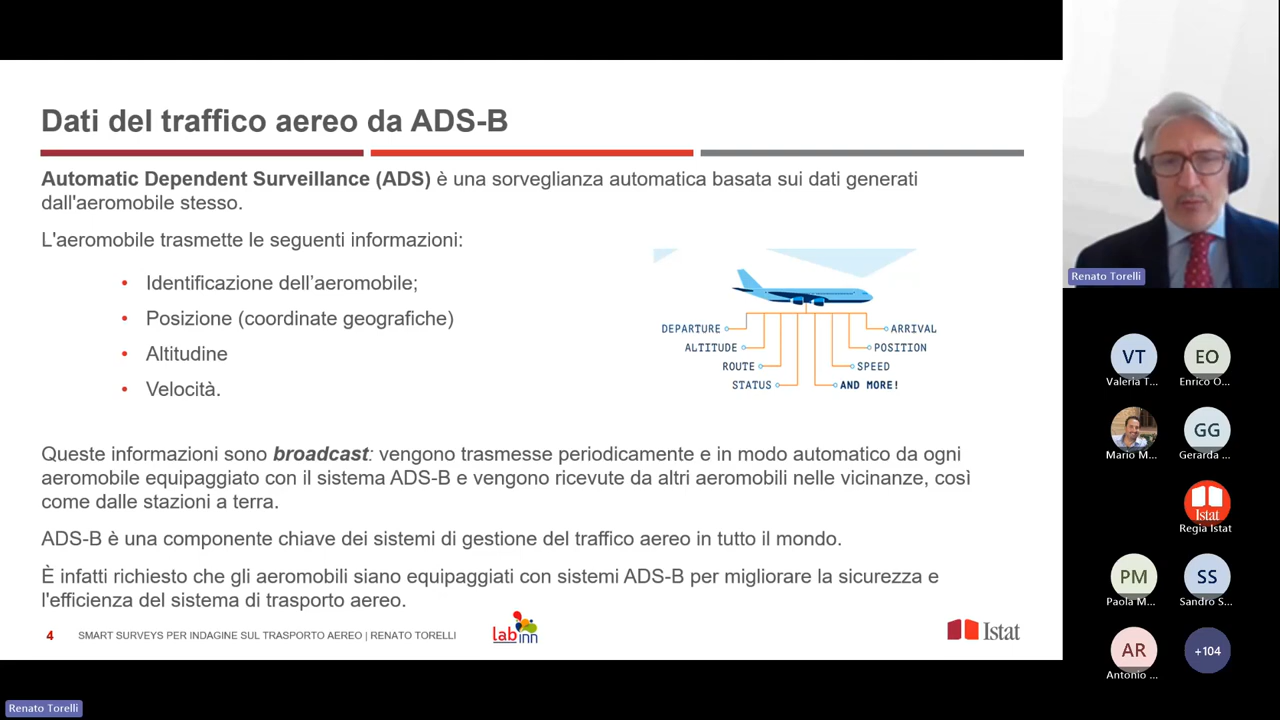 Dati del traffico aereo da ADS-B
Automatic Dependent Surveillance (ADS) è una sorveglianza automatica basata sui dati generati
dall'aeromobile stesso.
L'aeromobile trasmette le seguenti informazioni:
• Identificazione dell’aeromobile;
• Posizione (coordinate geografiche)
• Altitudine
• Velocità.
DEPARTURE
ARRIVAL
ALTITUDE
POSITION
ROUTE
SPEED
STATUS
AND MORE!
Queste informazioni sono broadcast: vengono trasmesse periodicamente e in modo automatico da ogni
aeromobile equipaggiato con il sistema ADS-B e vengono ricevute da altri aeromobili nelle vicinanze, così
come dalle stazioni a terra.
ADS-B è una componente chiave dei sistemi di gestione del traffico aereo in tutto il mondo.
È infatti richiesto che gli aeromobili siano equipaggiati con sistemi ADS-B per migliorare la sicurezza e
l'efficienza del sistema di trasporto aereo.
4 SMART SURVEYS PER INDAGINE SUL TRASPORTO AEREO | RENATO TORELLI
lab inn
Istat
Renato Torelli
Renato Torelli
VT
Valeria T...
EO
Enrico O...
Mario M...
GG
Gerarda ...
Istat
Regia Istat
PM
Paola M...
SS
Sandro S...
AR
Antonio ...
+104